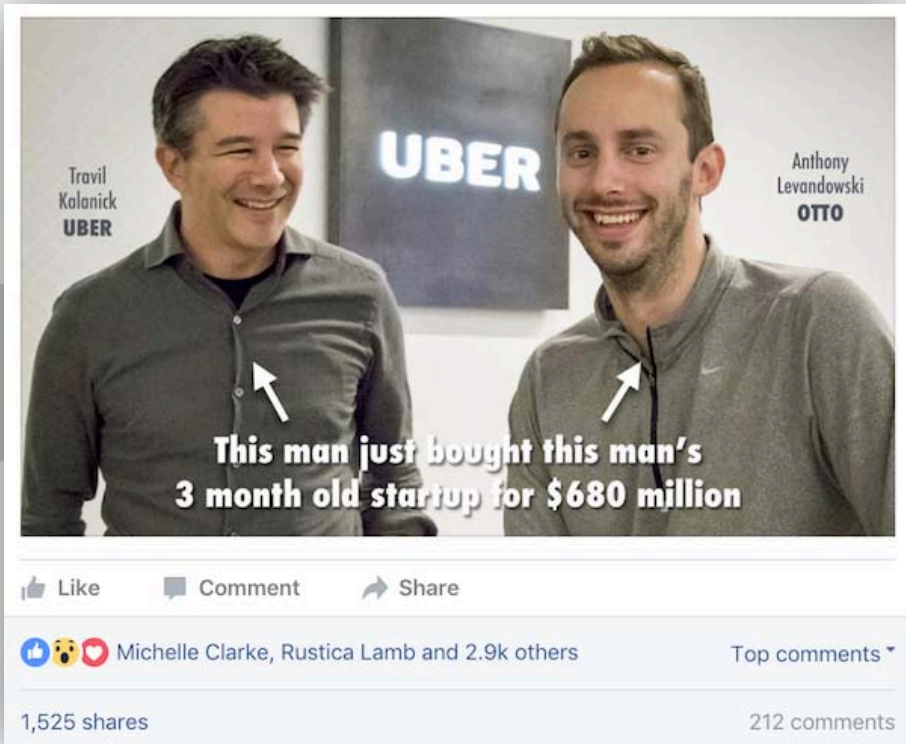 Travil
Kalanick
UBER
UBER
Anthony
Levandowski
OTTO
This man just bought this man's
3 month old startup for $680 million
Like Comment Share
Michelle Clarke, Rustica Lamb and 2.9k others Top comments
1,525 shares 212 comments